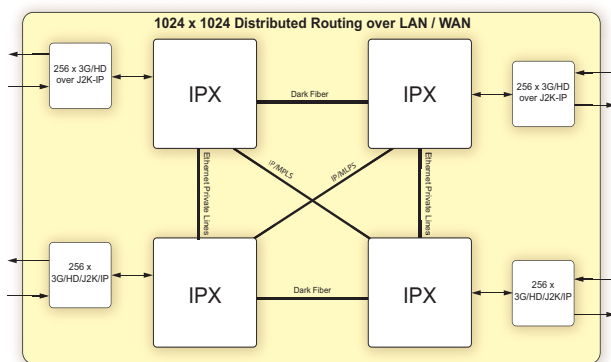 1024 x 1024 Distributed Routing over LAN / WAN
256 x 3G/HD
over J2K-IP
IPX
Dark Fiber
IPX
256 x 3G/HD
over J2K-IP
Ethernet Private Lines
IP/MPLS
IP/MLPS
Ethernet Private Lines
256 x
3G/HD/J2K/IP
IPX
Dark Fiber
IPX
256 x
3G/HD/J2K/IP